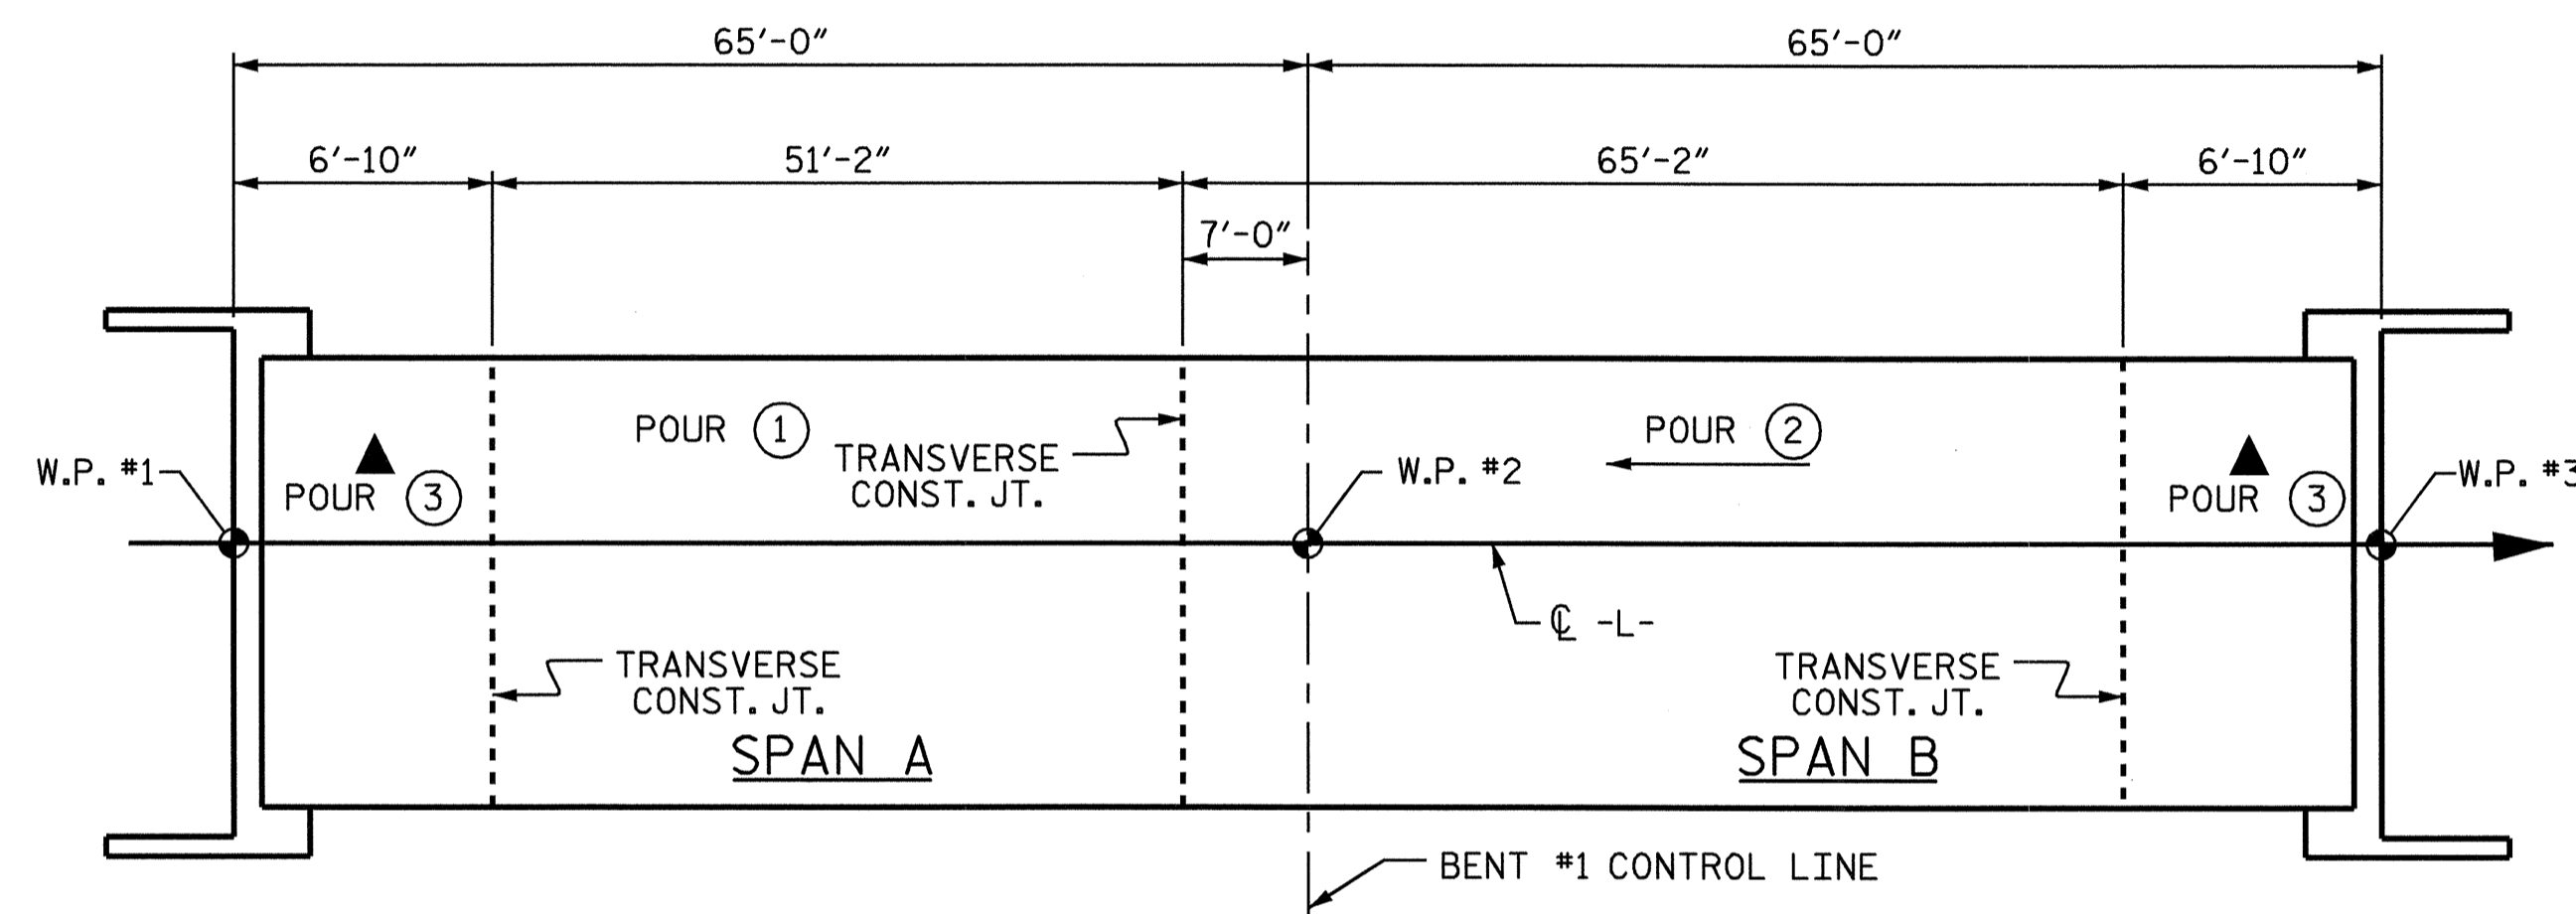 65'-0" 65'-0"
6'-10" 51'-2" 65'-2" 6'-10"
7'-0"
POUR 1
TRANSVERSE
CONST. JT.
POUR 2
W.P. #1
POUR 3
W.P. #2
POUR 3
W.P. #3
℄ -L-
TRANSVERSE
CONST. JT.
TRANSVERSE
CONST. JT.
SPAN A
SPAN B
BENT #1 CONTROL LINE